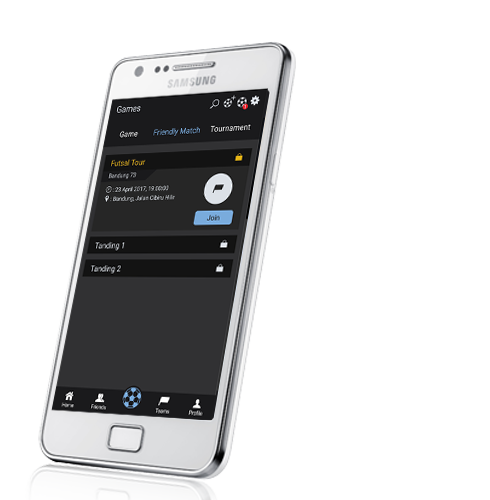 SAMSUNG
Games
Game Friendly Match Tournament
Futsal Tour
Bandung 73
: 23 April 2017, 19:00:00
: Bandung, Jalan Cibiru Hilir
Join
Tanding 1
Tanding 2
Home Friends Teams Profile